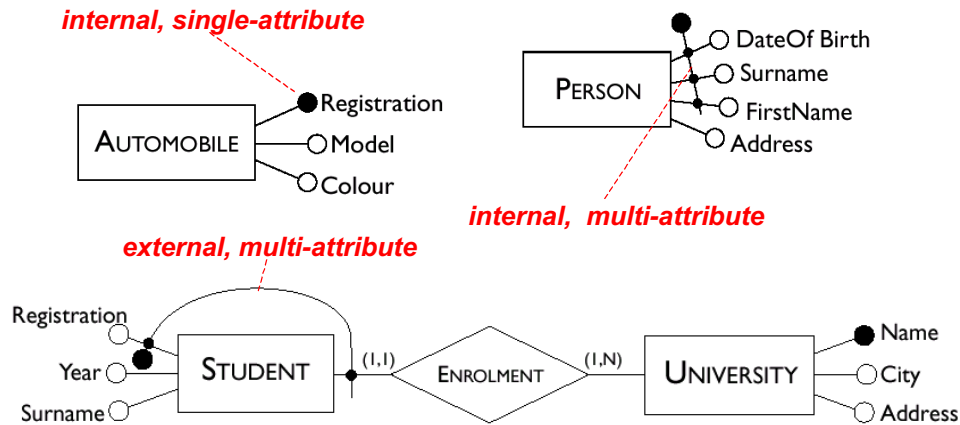 internal, single-attribute
Registration
AUTOMOBILE
Model
Colour
DateOf Birth
Surname
PERSON
FirstName
Address
internal, multi-attribute
external, multi-attribute
Registration
Year
Surname
STUDENT
(1,1)
ENROLMENT
(1,N)
UNIVERSITY
Name
City
Address